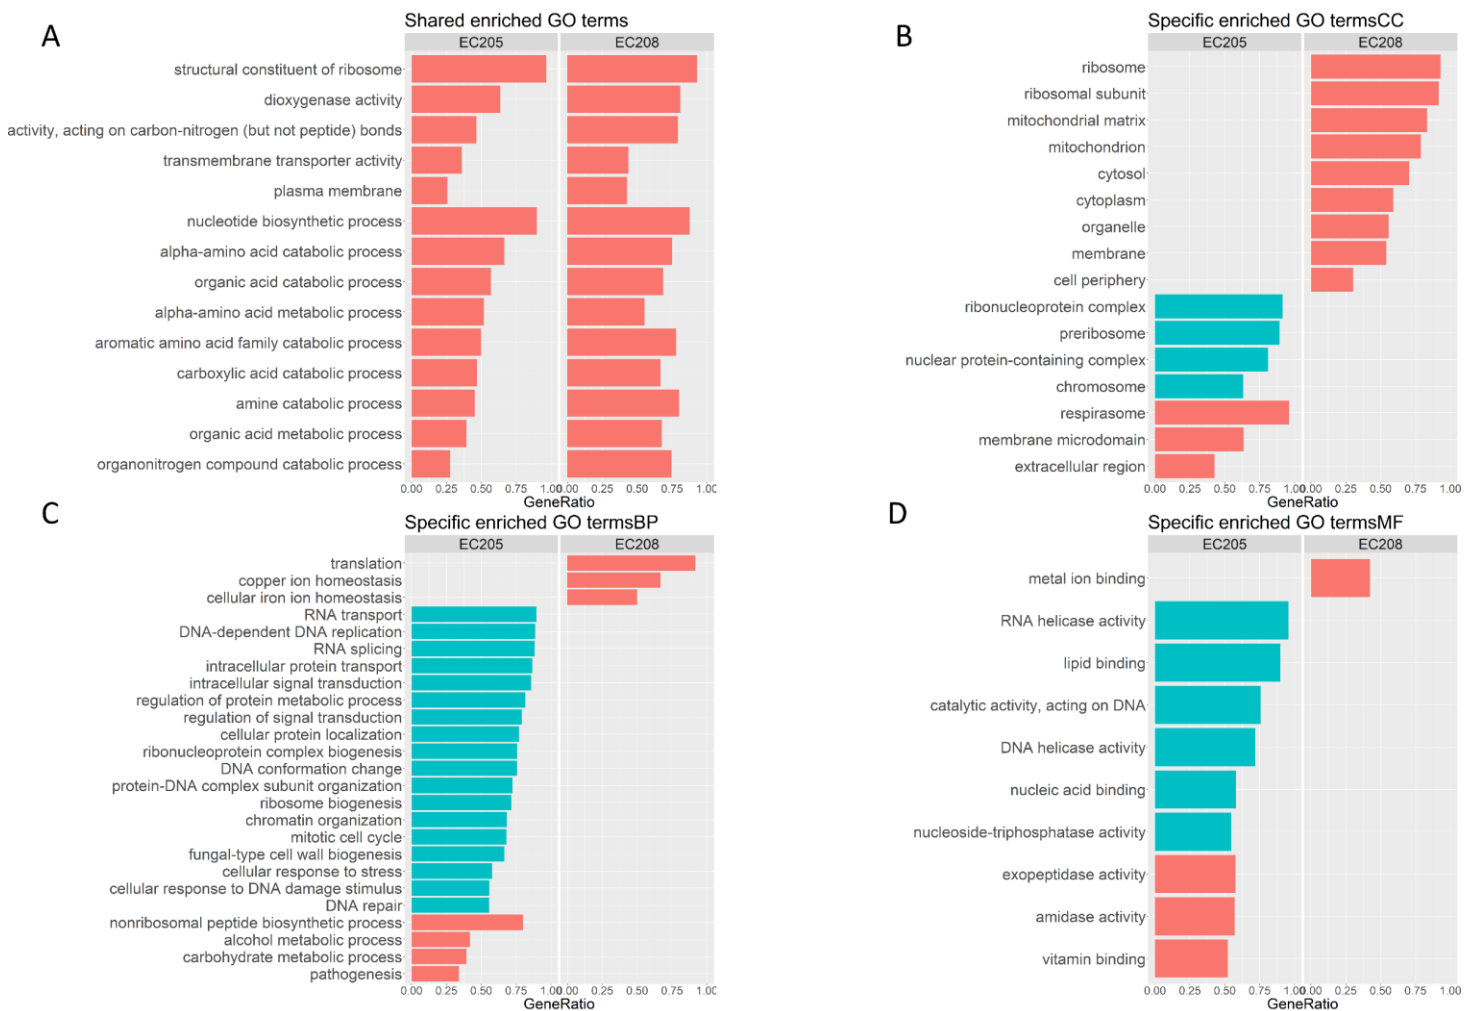 A
Shared enriched GO terms
EC205
EC208
structural constituent of ribosome
dioxygenase activity
activity, acting on carbon-nitrogen (but not peptide) bonds
transmembrane transporter activity
plasma membrane
nucleotide biosynthetic process
alpha-amino acid catabolic process
organic acid catabolic process
alpha-amino acid metabolic process
aromatic amino acid family catabolic process
carboxylic acid catabolic process
amine catabolic process
organic acid metabolic process
organonitrogen compound catabolic process
0.00 0.25 0.50 0.75 1.00 0.00 0.25 0.50 0.75 1.00
GeneRatio
B
Specific enriched GO termsCC
EC205
EC208
ribosome
ribosomal subunit
mitochondrial matrix
mitochondrion
cytosol
cytoplasm
organelle
membrane
cell periphery
ribonucleoprotein complex
preribosome
nuclear protein-containing complex
chromosome
respirasome
membrane microdomain
extracellular region
0.00 0.25 0.50 0.75 1.00 0.00 0.25 0.50 0.75 1.00
GeneRatio
C
Specific enriched GO termsBP
EC205
EC208
translation
copper ion homeostasis
cellular iron ion homeostasis
RNA transport
DNA-dependent DNA replication
RNA splicing
intracellular protein transport
intracellular signal transduction
regulation of protein metabolic process
regulation of signal transduction
cellular protein localization
ribonucleoprotein complex biogenesis
DNA conformation change
protein-DNA complex subunit organization
ribosome biogenesis
chromatin organization
mitotic cell cycle
fungal-type cell wall biogenesis
cellular response to stress
cellular response to DNA damage stimulus
DNA repair
nonribosomal peptide biosynthetic process
alcohol metabolic process
carbohydrate metabolic process
pathogenesis
0.00 0.25 0.50 0.75 1.00 0.00 0.25 0.50 0.75 1.00
GeneRatio
D
Specific enriched GO termsMF
EC205
EC208
metal ion binding
RNA helicase activity
lipid binding
catalytic activity, acting on DNA
DNA helicase activity
nucleic acid binding
nucleoside-triphosphatase activity
exopeptidase activity
amidase activity
vitamin binding
0.00 0.25 0.50 0.75 1.00 0.00 0.25 0.50 0.75 1.00
GeneRatio